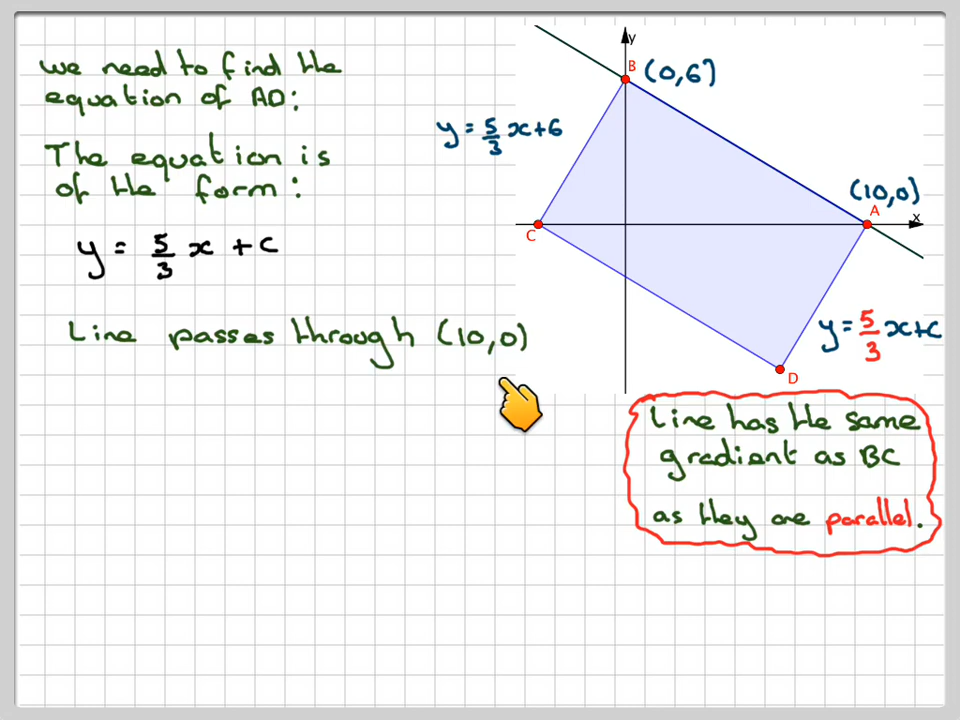 we need to find the
equation of AD:
The equation is
of the form:
y = 5/3 x + c
Line passes through (10,0)
y
B
(0,6)
y = 5/3 x + 6
(10,0)
A
x
C
y = 5/3 x + c
D
Line has the same
gradient as BC
as they are parallel.